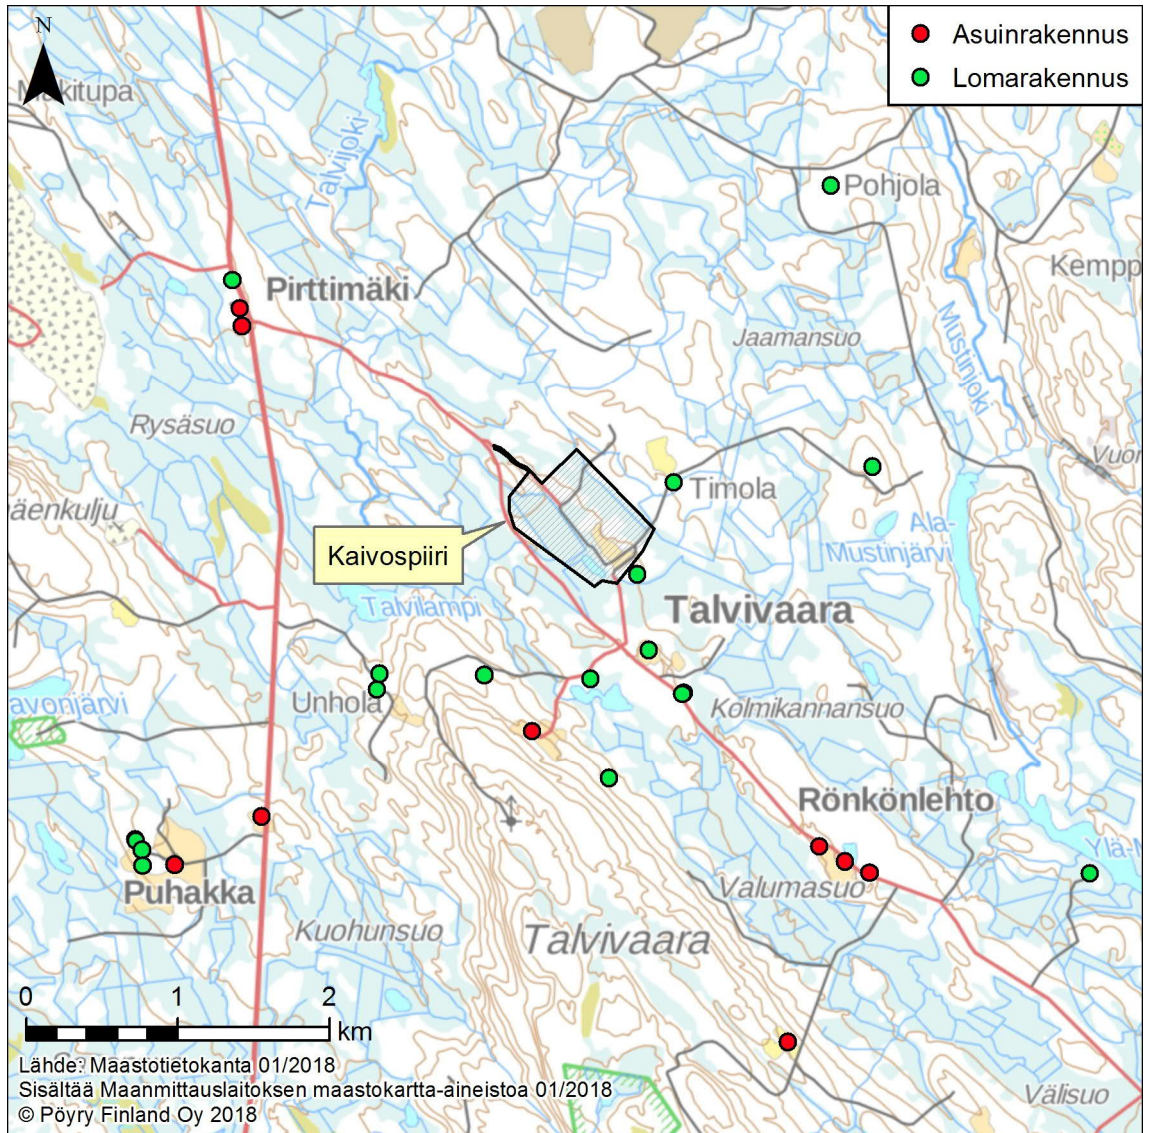 N
Asuinrakennus
Lomarakennus
Mäkitupa
Talvijoki
Pohjola
Kempp
Pirttimäki
Jaamansuo
Mustinjoki
Rysäsuo
Vuor
Timola
äenkulju
Ala-
Mustinjärvi
Kaivospiiri
Talvilampi
Talvivaara
Unhola
avonjärvi
Kolmikannansuo
Rönkönlehto
Ylä-M
Valumasuo
Puhakka
Kuohunsuo
Talvivaara
0 1 2
km
Lähde: Maastotietokanta 01/2018
Sisältää Maanmittauslaitoksen maastokartta-aineistoa 01/2018
© Pöyry Finland Oy 2018
Välisuo